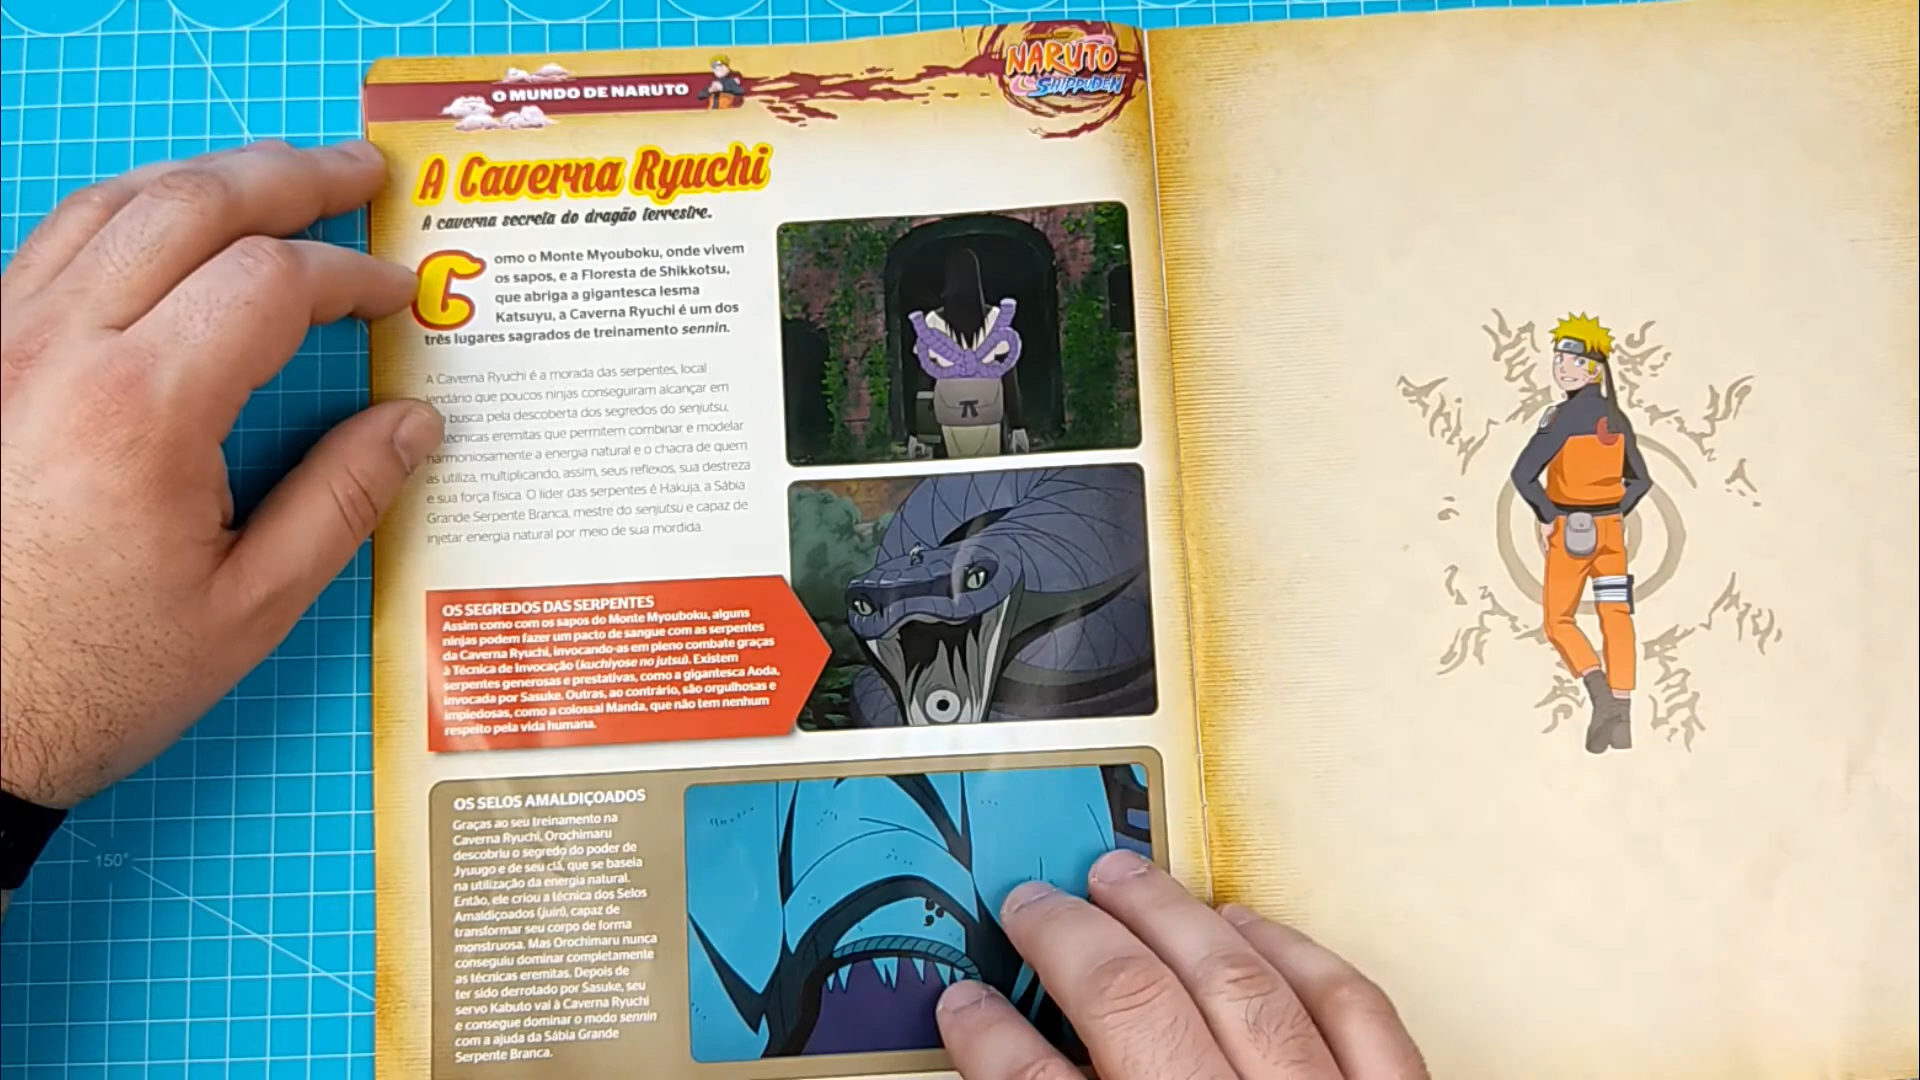 O MUNDO DE NARUTO
NARUTO
SHIPPUDEN
A Caverna Ryuchi
A caverna secreta do dragão terrestre.
Como o Monte Myouboku, onde vivem
os sapos, e a Floresta de Shikkotsu,
que abriga a gigantesca lesma
Katsuyu, a Caverna Ryuchi é um dos
três lugares sagrados de treinamento sennin.
A Caverna Ryuchi é a morada das serpentes, local
lendário que poucos ninjas conseguiram alcançar em
busca pela descoberta dos segredos do senjutsu,
técnicas eremitas que permitem combinar e modelar
harmoniosamente a energia natural e o chacra de quem
as utiliza, multiplicando, assim, seus reflexos, sua destreza
e sua força física. O líder das serpentes é Hakuja, a Sábia
Grande Serpente Branca, mestre do senjutsu e capaz de
injetar energia natural por meio de sua mordida.
OS SEGREDOS DAS SERPENTES
Assim como com os sapos do Monte Myouboku, alguns
ninjas podem fazer um pacto de sangue com as serpentes
da Caverna Ryuchi, invocando-as em pleno combate graças
à Técnica de Invocação (kuchiyose no jutsu). Existem
serpentes generosas e prestativas, como a gigantesca Aoda,
invocada por Sasuke. Outras, ao contrário, são orgulhosas e
impiedosas, como a colossal Manda, que não tem nenhum
respeito pela vida humana.
OS SELOS AMALDIÇOADOS
Graças ao seu treinamento na
Caverna Ryuchi, Orochimaru
descobriu o segredo do poder de
Jyuugo e de seu clã, que se baseia
na utilização da energia natural.
Então, ele criou a técnica dos Selos
Amaldiçoados (juin), capaz de
transformar seu corpo de forma
monstruosa. Mas Orochimaru nunca
conseguiu dominar completamente
as técnicas eremitas. Depois de
ter sido derrotado por Sasuke, seu
servo Kabuto vai à Caverna Ryuchi
e consegue dominar o modo sennin
com a ajuda da Sábia Grande
Serpente Branca.
150°